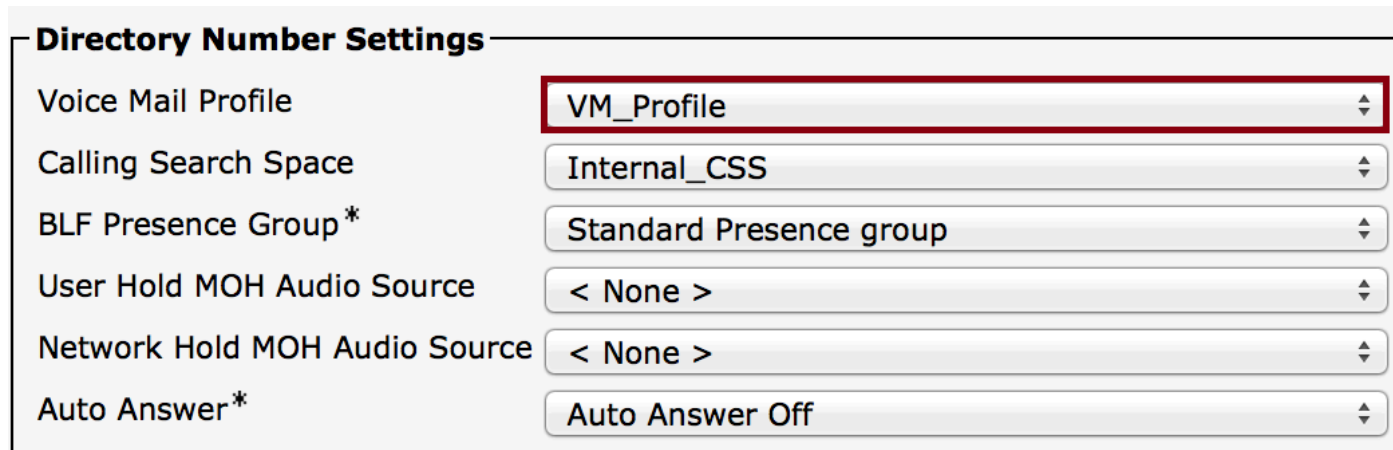 Directory Number Settings
Voice Mail Profile VM_Profile
Calling Search Space Internal_CSS
BLF Presence Group* Standard Presence group
User Hold MOH Audio Source < None >
Network Hold MOH Audio Source < None >
Auto Answer* Auto Answer Off